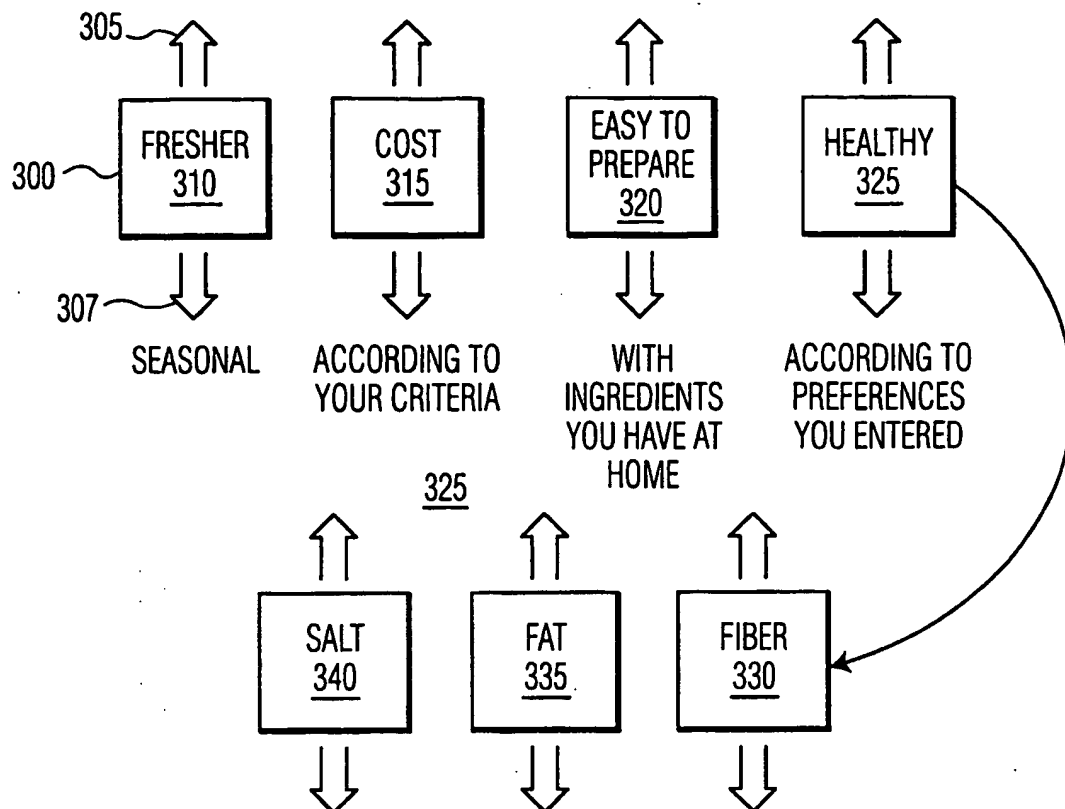 305
300
FRESHER
310
COST
315
EASY TO
PREPARE
320
HEALTHY
325
307
SEASONAL
ACCORDING TO
YOUR CRITERIA
WITH
INGREDIENTS
YOU HAVE AT
HOME
ACCORDING TO
PREFERENCES
YOU ENTERED
325
SALT
340
FAT
335
FIBER
330